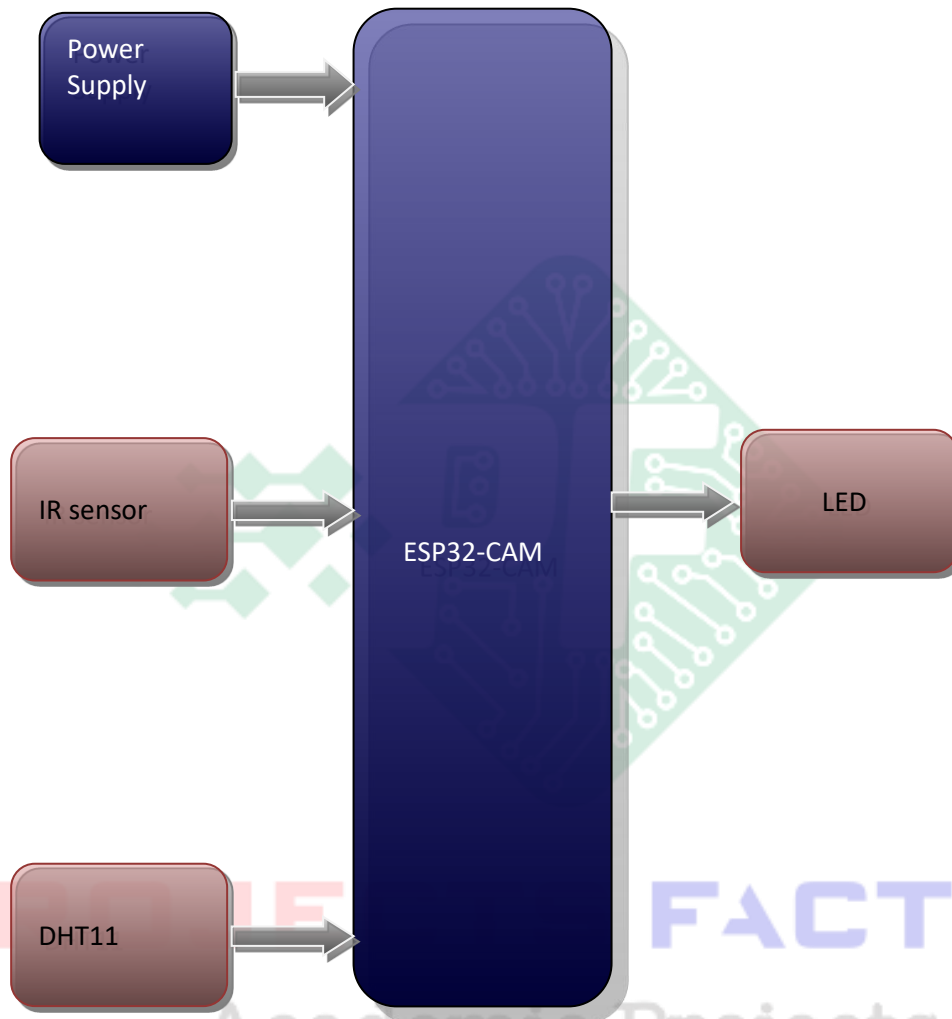 Power
Supply
IR sensor
LED
ESP32-CAM
DHT11
FACT